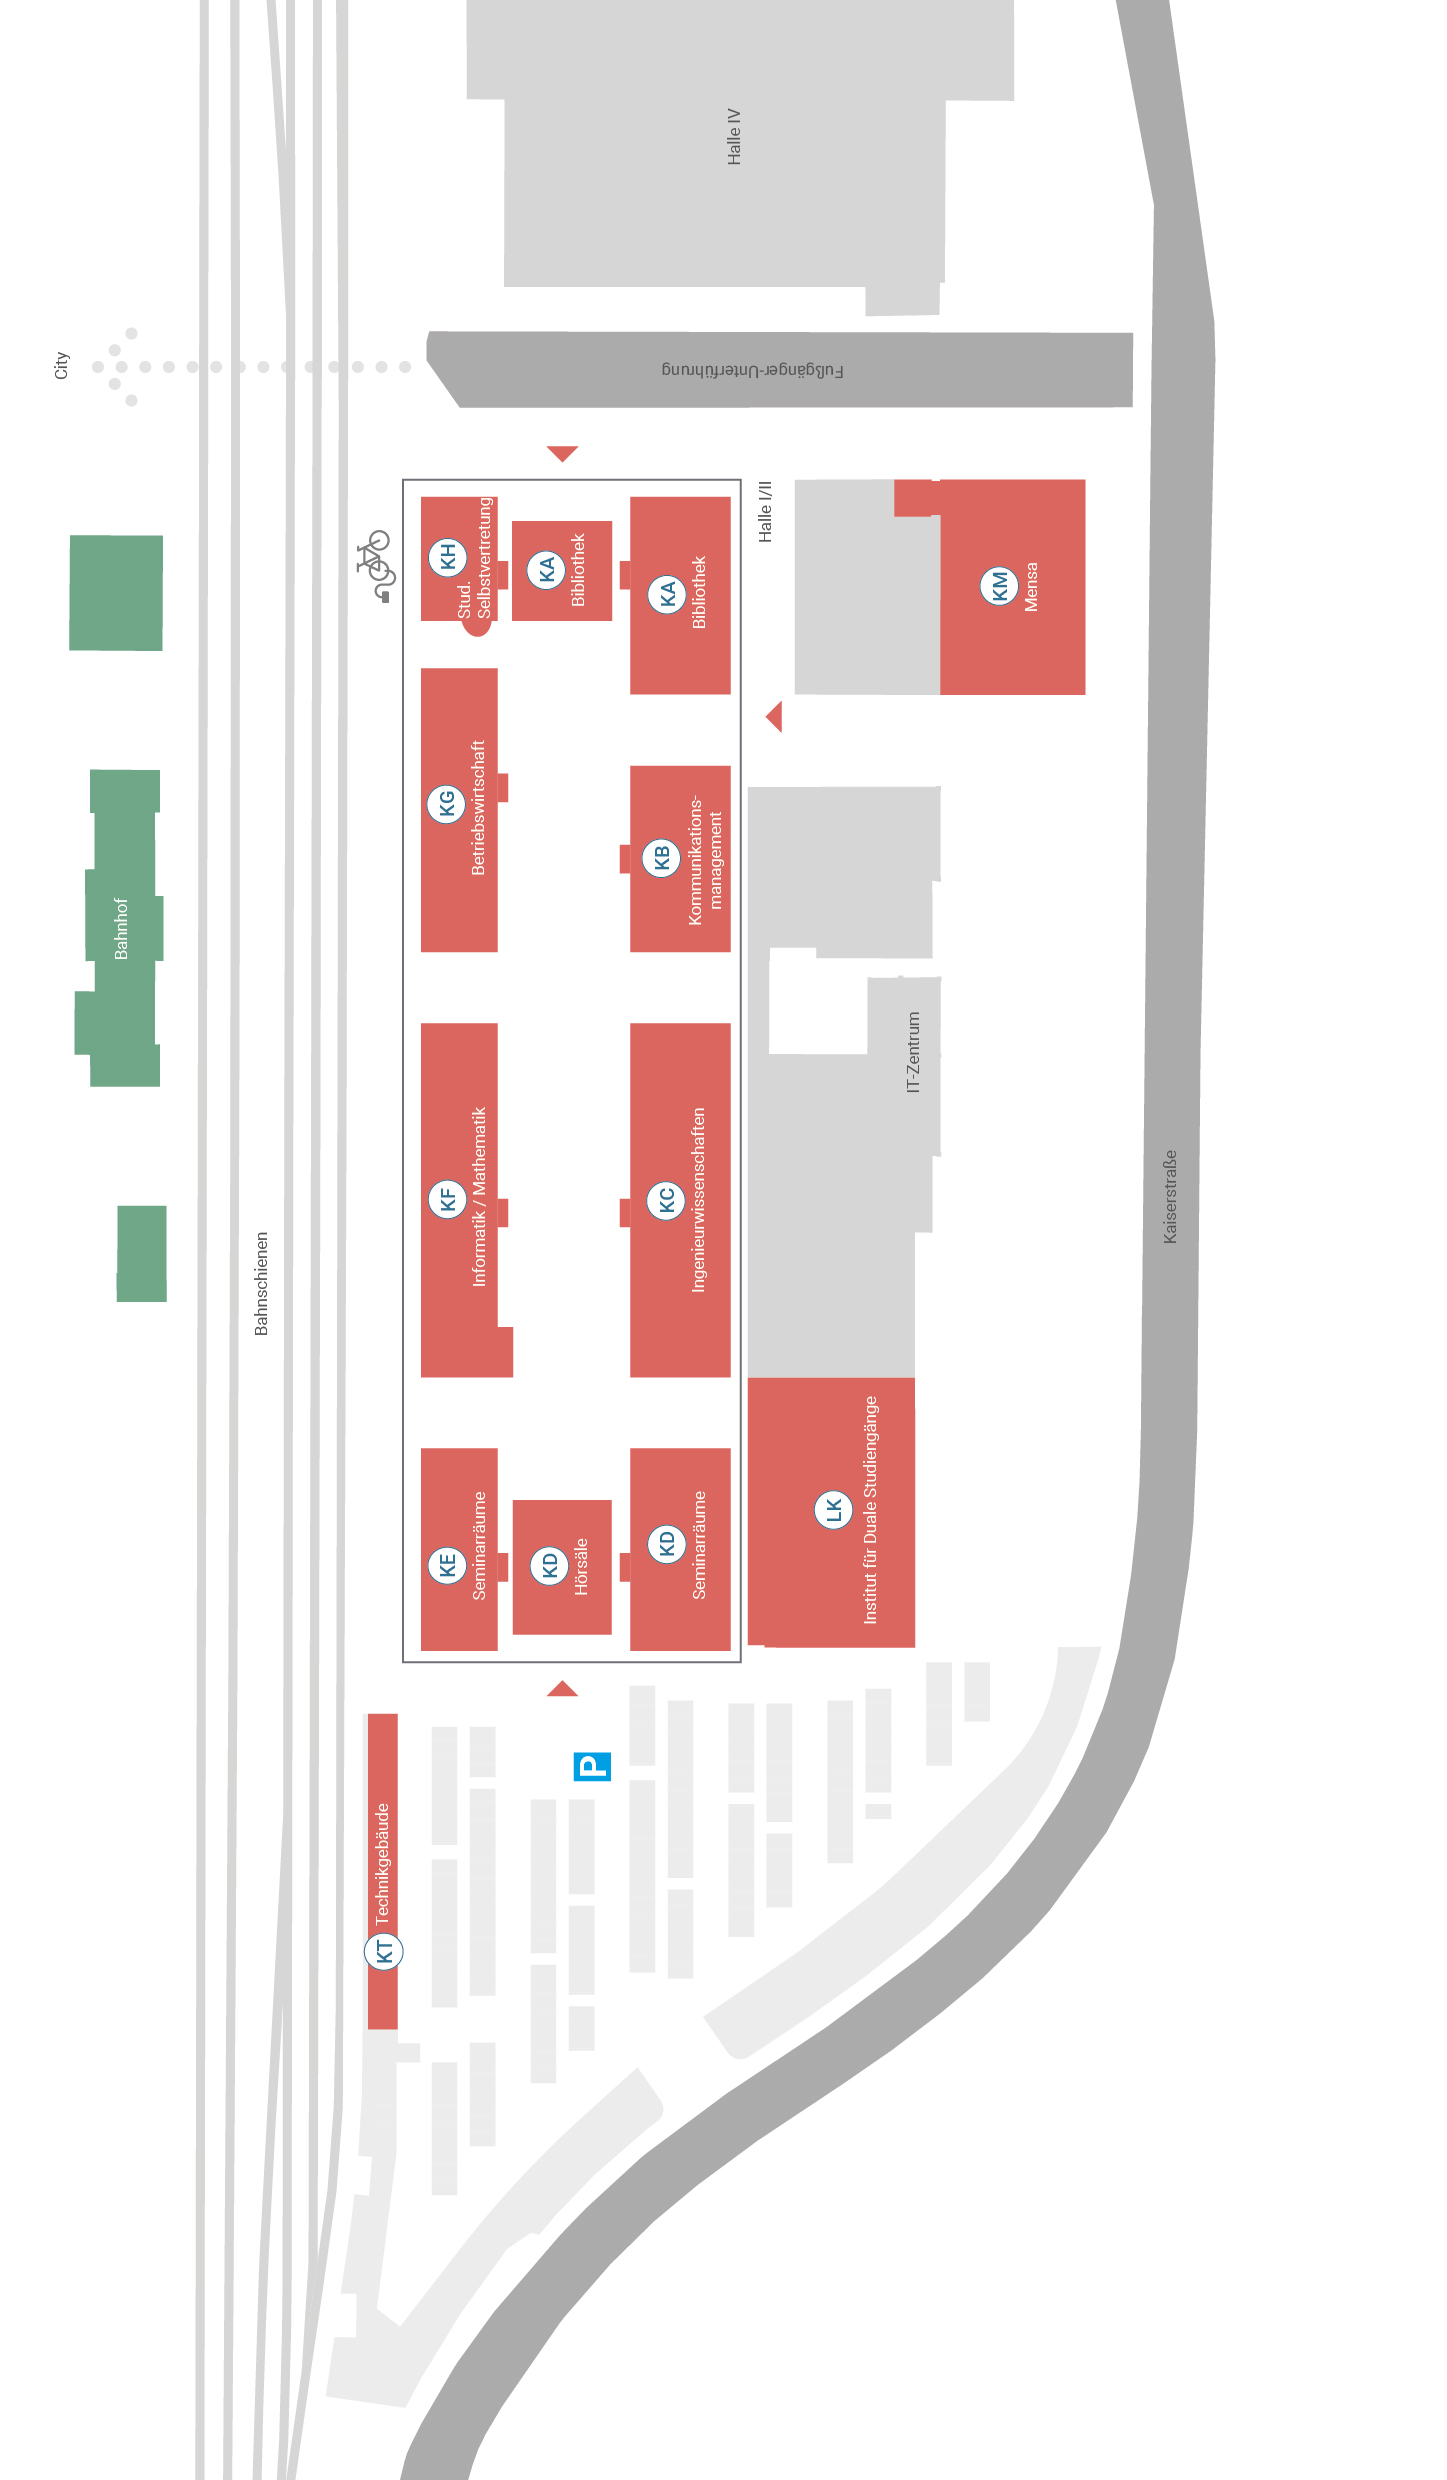 City
Halle IV
Fußgänger-Unterführung
Halle I/II
KH
Stud.
Selbstvertretung
KA
Bibliothek
KA
Bibliothek
KM
Mensa
KG
Betriebswirtschaft
KB
Kommunikations-
management
Bahnhof
IT-Zentrum
KF
Informatik / Mathematik
KC
Ingenieurwissenschaften
Kaiserstraße
Bahnschienen
KE
Seminarräume
KD
Hörsäle
KD
Seminarräume
LK
Institut für Duale Studiengänge
P
KT
Technikgebäude